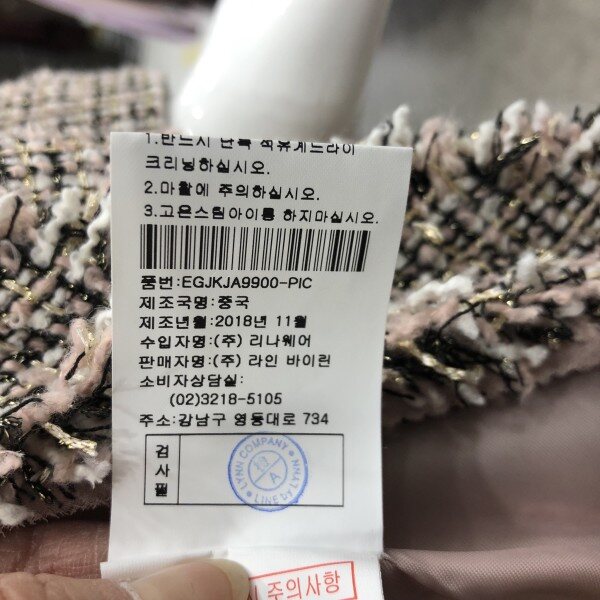 1.반드시 단독 석유계드라이
크리닝하십시오.
2.마찰에 주의하십시오.
3.고온스팀아이롱 하지마십시오.
품번:EGJKJA9900-PIC
제조국명:중국
제조년월:2018년 11월
수입자명:(주) 리나웨어
판매자명:(주) 라인 바이린
소비자상담실:
(02)3218-5105
주소:강남구 영동대로 734
검사필
LYNN COMPANY
LINE BY LYNN
A
주의사항